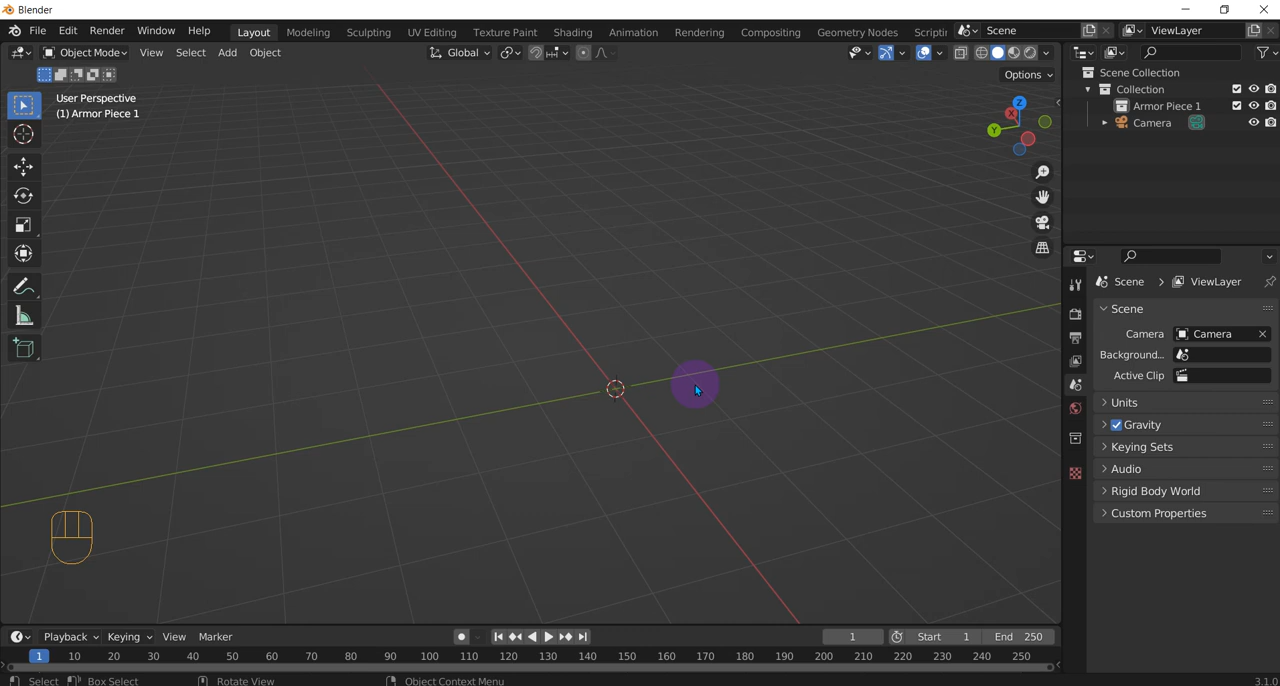 Blender
File Edit Render Window Help Layout Modeling Sculpting UV Editing Texture Paint Shading Animation Rendering Compositing Geometry Nodes Scriptin Scene ViewLayer
Object Mode View Select Add Object Global
Options
User Perspective
(1) Armor Piece 1
Z
X
Y
Scene Collection
Collection
Armor Piece 1
Camera
Scene ViewLayer
Scene
Camera Camera
Background...
Active Clip
Units
Gravity
Keying Sets
Audio
Rigid Body World
Custom Properties
Playback Keying View Marker 1 Start 1 End 250
1 10 20 30 40 50 60 70 80 90 100 110 120 130 140 150 160 170 180 190 200 210 220 230 240 250
Select Box Select Rotate View Object Context Menu 3.1.0